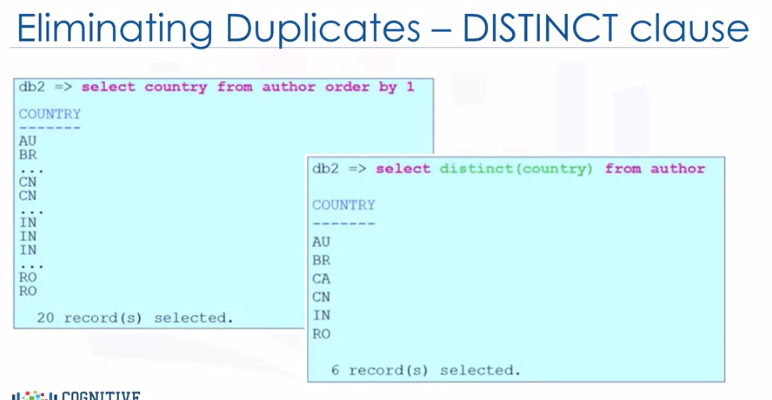 Eliminating Duplicates – DISTINCT clause
db2 => select country from author order by 1
COUNTRY
-------
AU
BR
...
CN
CN
...
IN
IN
IN
...
RO
RO
20 record(s) selected.
db2 => select distinct(country) from author
COUNTRY
-------
AU
BR
CA
CN
IN
RO
6 record(s) selected.
COGNITIVE